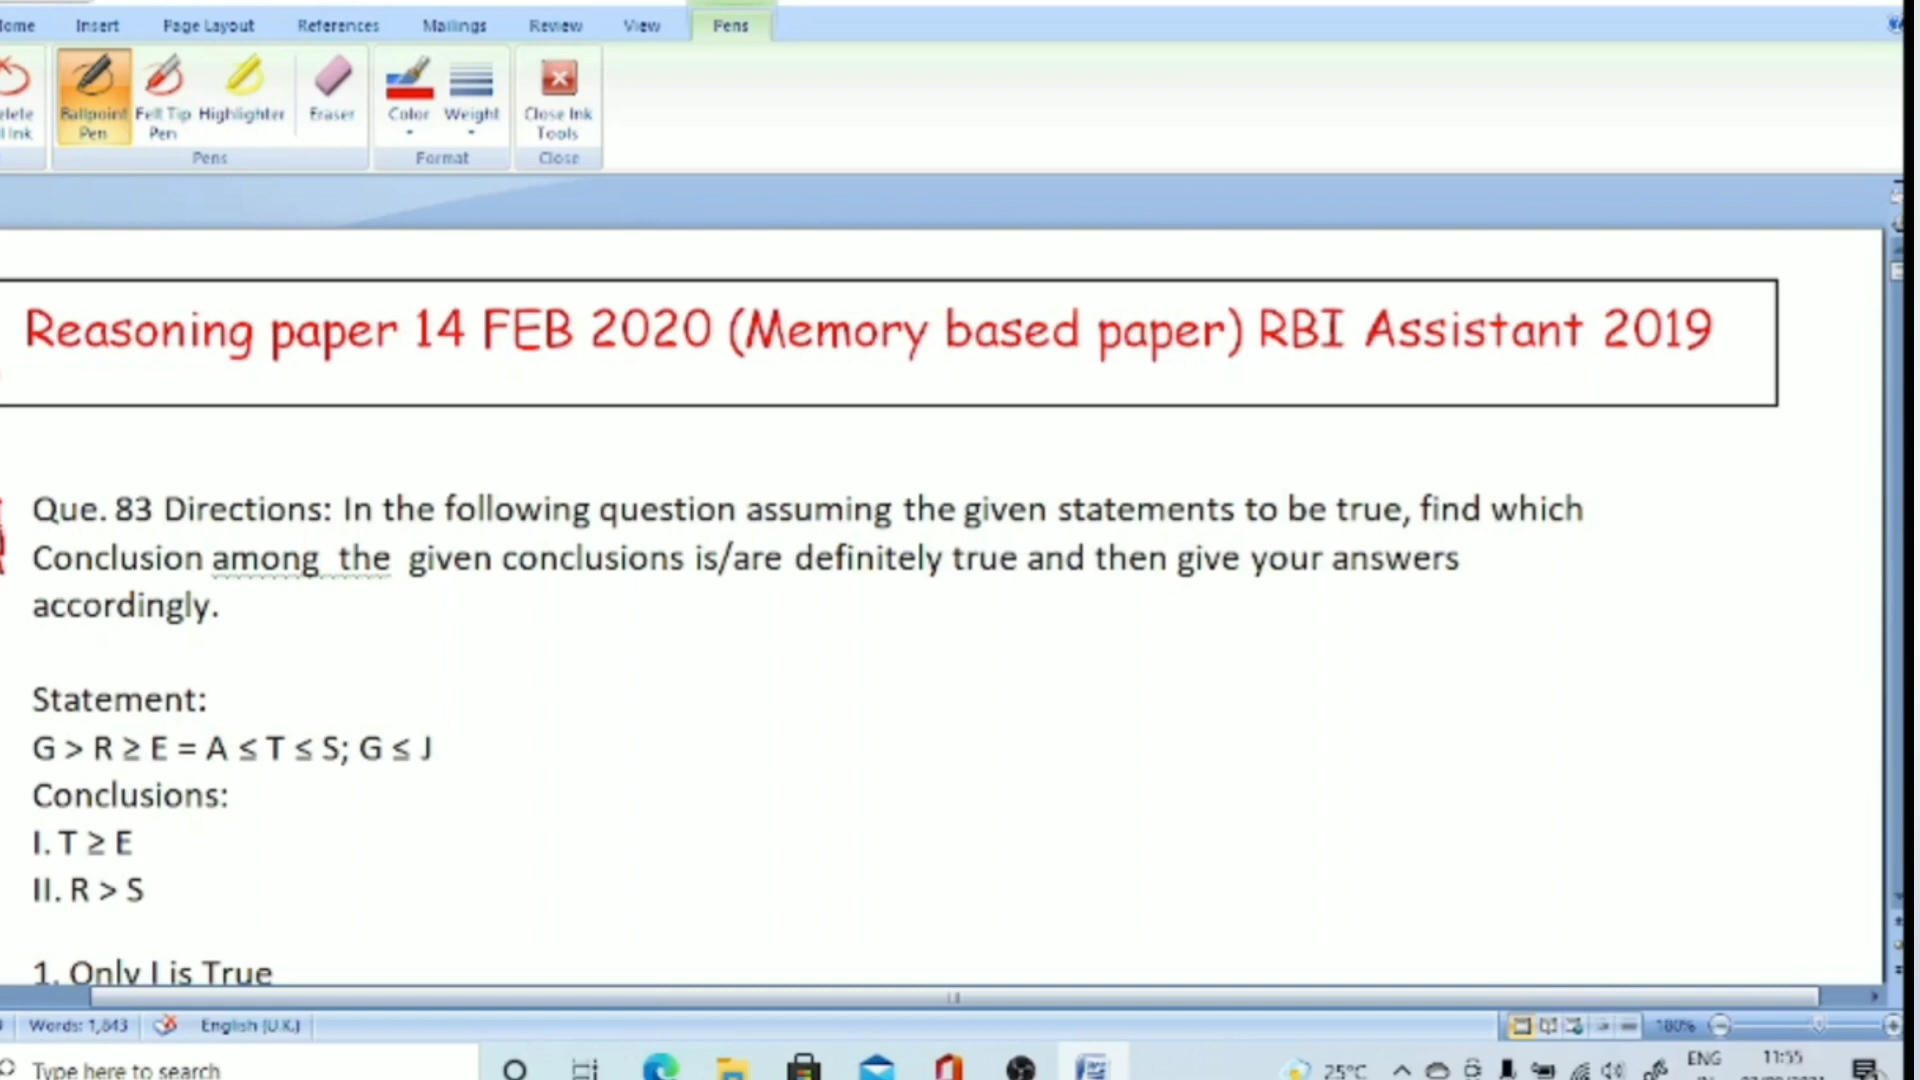 Insert Page Layout References Mailings Review View Pens
Ballpoint Pen Felt Tip Pen Highlighter Eraser Color Weight Close Ink Tools
Pens Format Close
Reasoning paper 14 FEB 2020 (Memory based paper) RBI Assistant 2019
Que. 83 Directions: In the following question assuming the given statements to be true, find which
Conclusion among the given conclusions is/are definitely true and then give your answers
accordingly.
Statement:
G > R ≥ E = A ≤ T ≤ S; G ≤ J
Conclusions:
I. T ≥ E
II. R > S
1. Only I is True
Words: 1,643 English (U.K.) 180%
Type here to search 25°C ENG 11:55